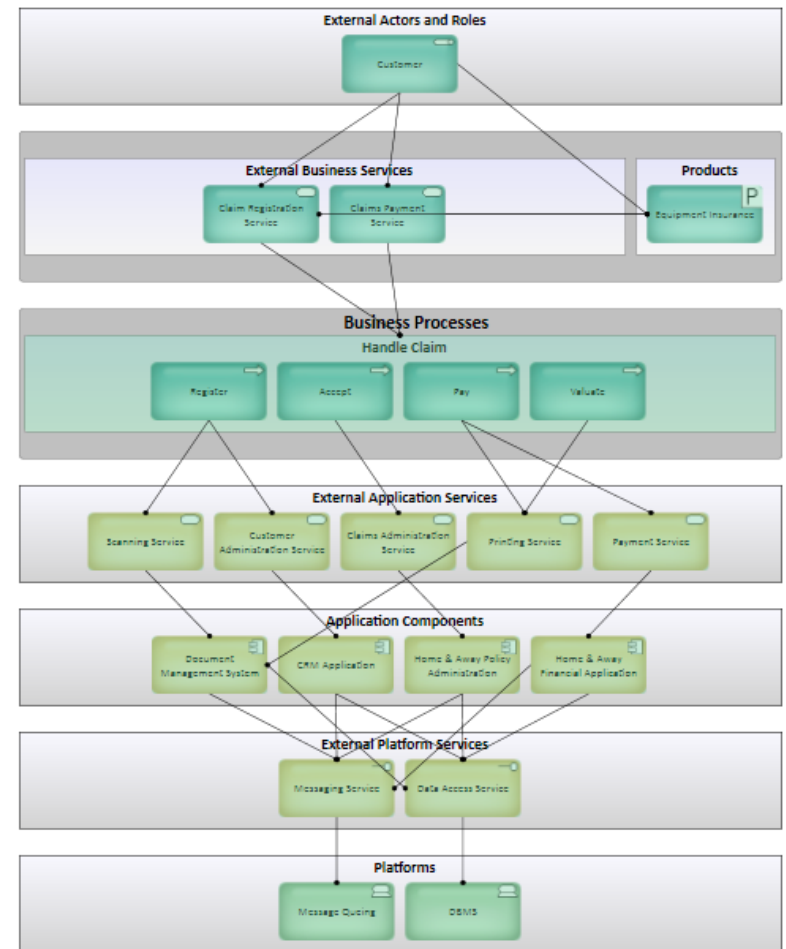 External Actors and Roles
Customer
External Business Services
Products
Claim Registration
Service
Claims Payment
Service
P
Equipment Insurance
Business Processes
Handle Claim
Register
Accept
Pay
Valuate
External Application Services
Scanning Service
Customer
Administration Service
Claims Administration
Service
Printing Service
Payment Service
Application Components
Document
Management System
CRM Application
Home & Away Policy
Administration
Home & Away
Financial Application
External Platform Services
Messaging Service
Data Access Service
Platforms
Message Queing
DBMS